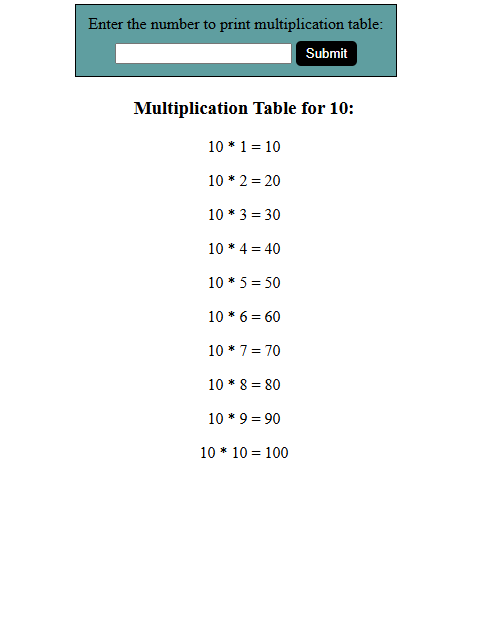 Enter the number to print multiplication table:
Submit
Multiplication Table for 10:
10 * 1 = 10
10 * 2 = 20
10 * 3 = 30
10 * 4 = 40
10 * 5 = 50
10 * 6 = 60
10 * 7 = 70
10 * 8 = 80
10 * 9 = 90
10 * 10 = 100